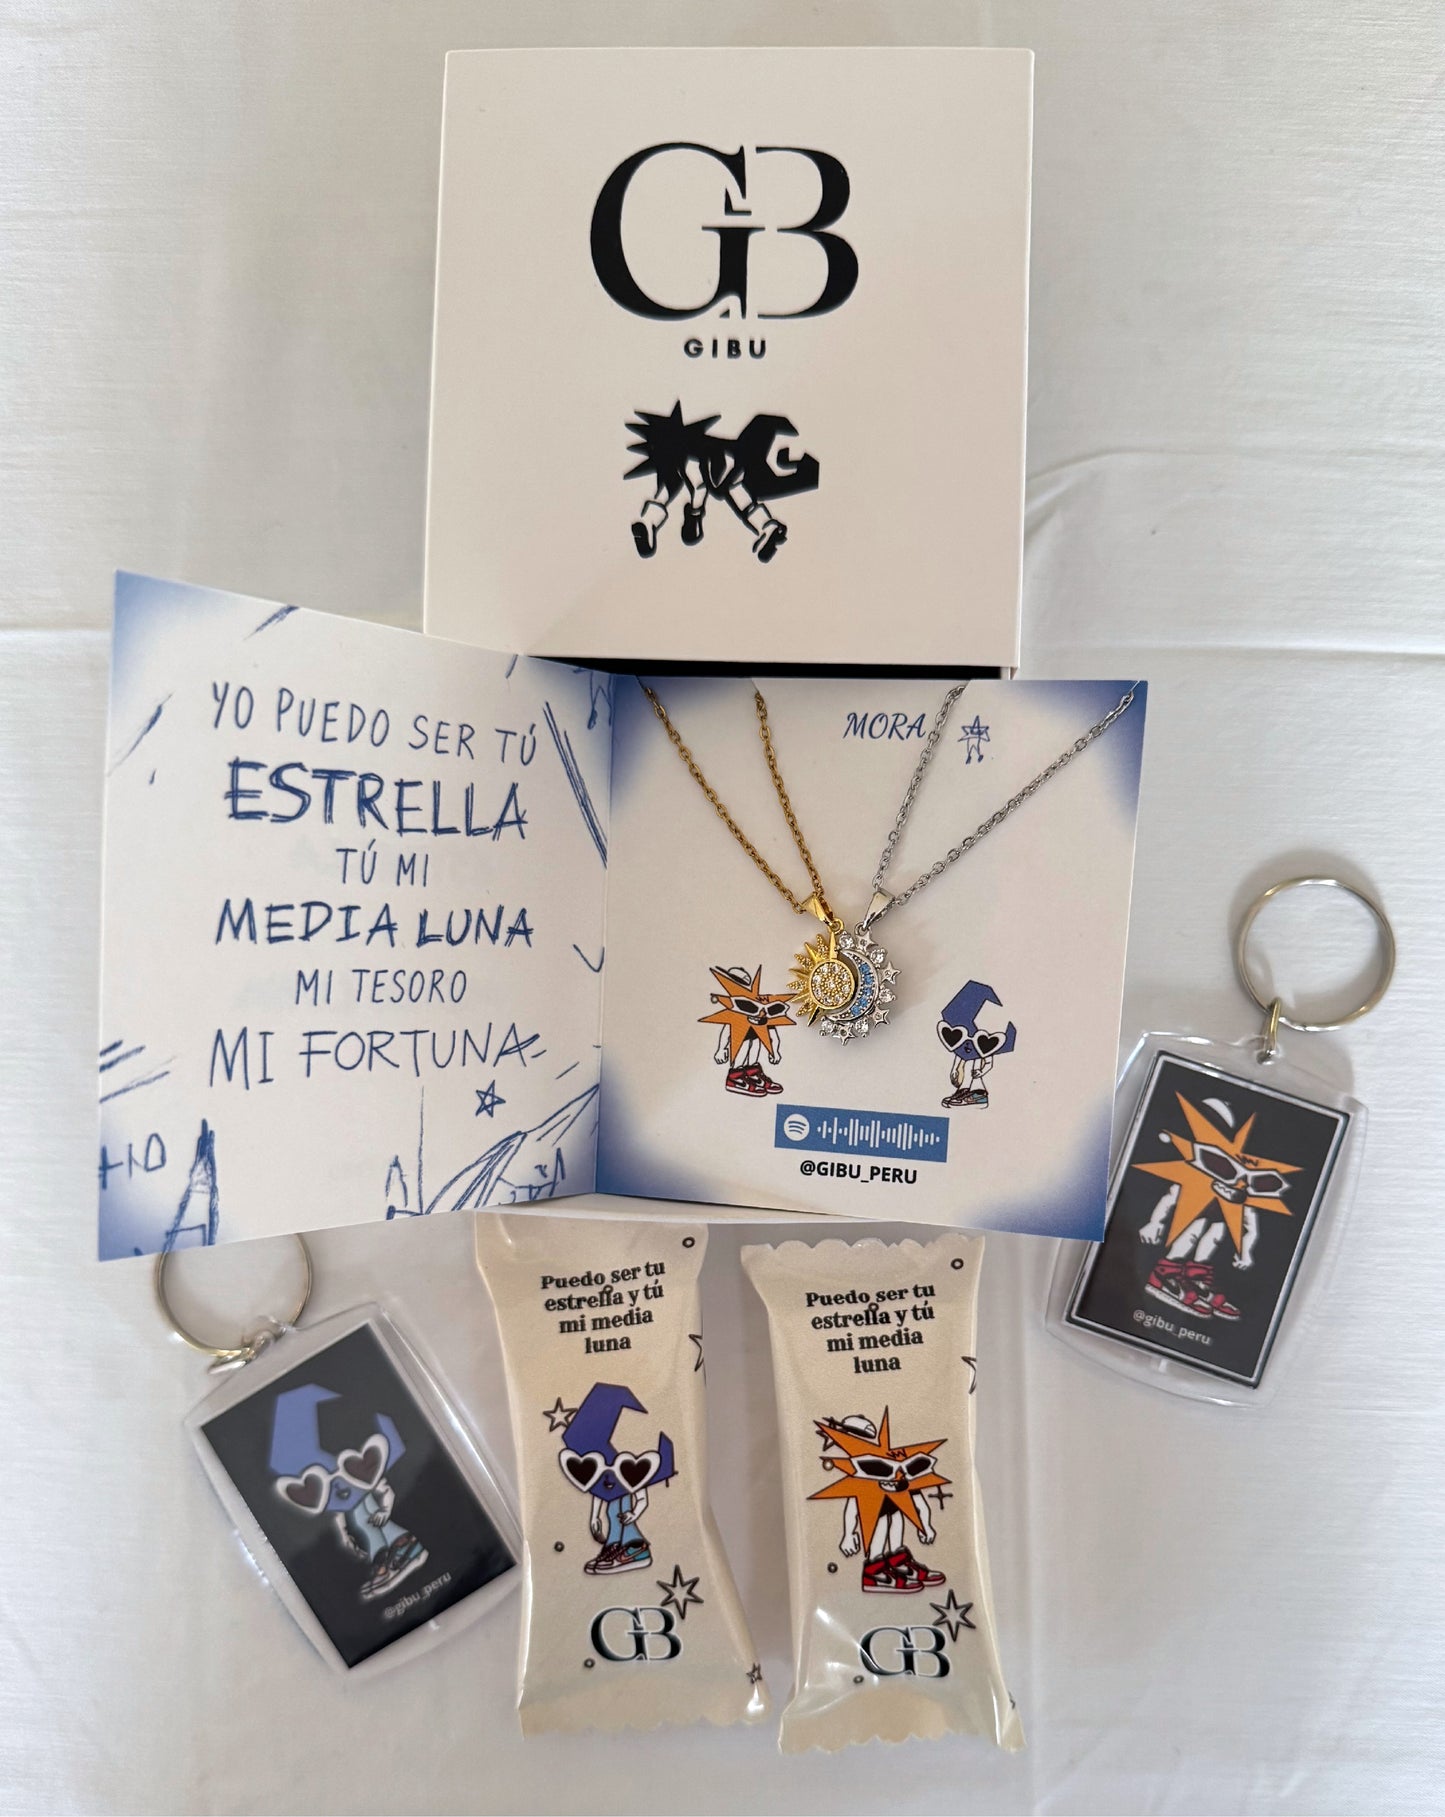 GB
GIBU
YO PUEDO SER TÚ
ESTRELLA
TÚ MI
MEDIA LUNA
MI TESORO
MI FORTUNA
MORA
@GIBU_PERU
@gibu_peru
@gibu_peru
Puedo ser tu
estrella y tú
mi media
luna
GB
Puedo ser tu
estrella y tú
mi media
luna
GB